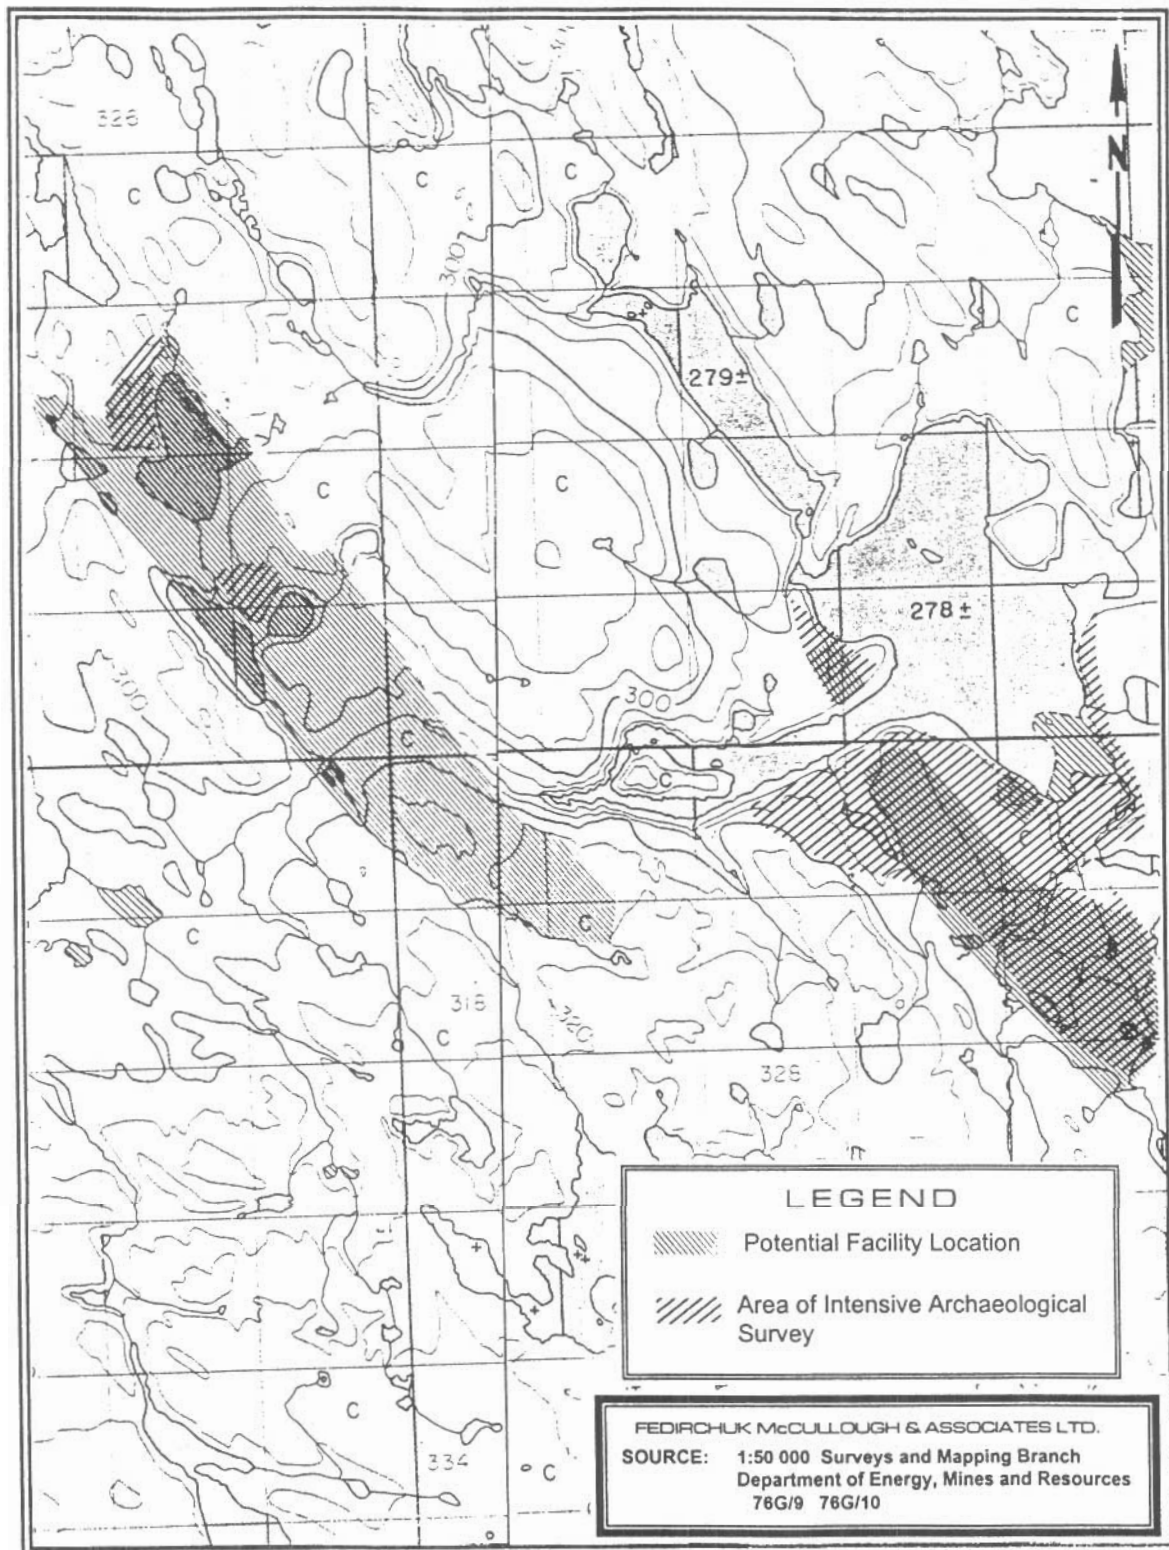 326
C
C
C
N
300
C
279±
C
C
278±
300
300
C
C
C
C
318
C
320
328
LEGEND
Potential Facility Location
Area of Intensive Archaeological
Survey
C
334
C
FEDIRCHUK McCULLOUGH & ASSOCIATES LTD.
SOURCE: 1:50 000 Surveys and Mapping Branch
Department of Energy, Mines and Resources
76G/9 76G/10